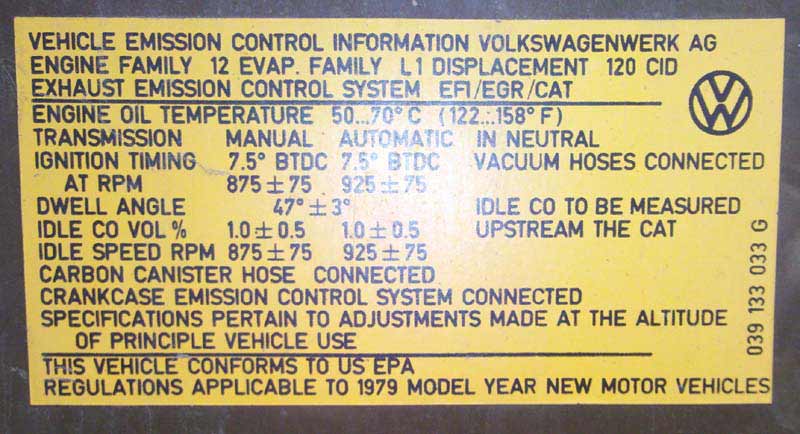 VEHICLE EMISSION CONTROL INFORMATION VOLKSWAGENWERK AG
ENGINE FAMILY 12 EVAP. FAMILY L1 DISPLACEMENT 120 CID
EXHAUST EMISSION CONTROL SYSTEM EFI/EGR/CAT
ENGINE OIL TEMPERATURE 50...70°C (122...158°F)
TRANSMISSION MANUAL AUTOMATIC IN NEUTRAL
IGNITION TIMING 7.5° BTDC 7.5° BTDC VACUUM HOSES CONNECTED
AT RPM 875±75 925±75
DWELL ANGLE 47°±3° IDLE CO TO BE MEASURED
IDLE CO VOL % 1.0±0.5 1.0±0.5 UPSTREAM THE CAT
IDLE SPEED RPM 875±75 925±75
CARBON CANISTER HOSE CONNECTED
CRANKCASE EMISSION CONTROL SYSTEM CONNECTED
SPECIFICATIONS PERTAIN TO ADJUSTMENTS MADE AT THE ALTITUDE
OF PRINCIPLE VEHICLE USE
THIS VEHICLE CONFORMS TO US EPA
REGULATIONS APPLICABLE TO 1979 MODEL YEAR NEW MOTOR VEHICLES
VW
039 133 033 G